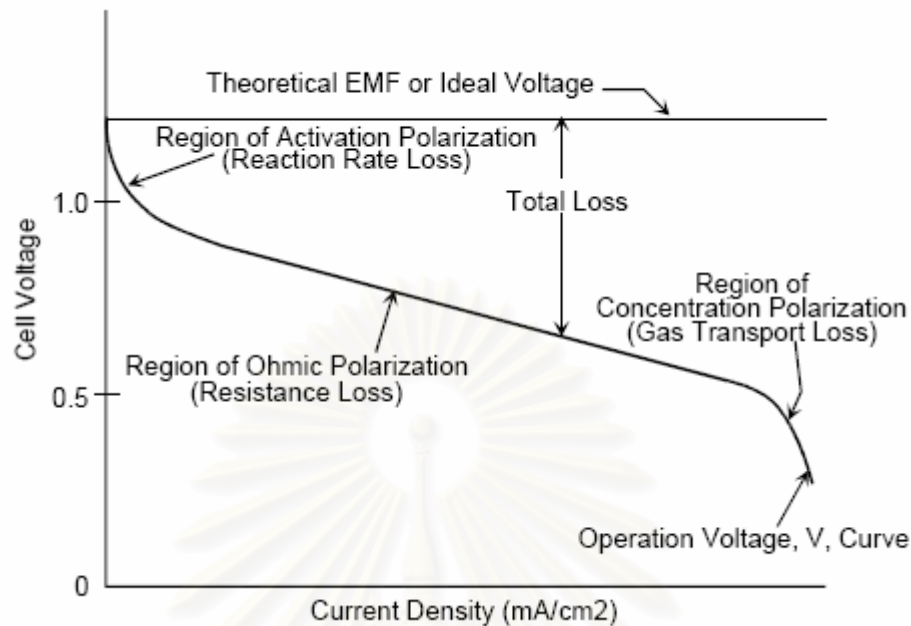 Theoretical EMF or Ideal Voltage
Region of Activation Polarization
(Reaction Rate Loss)
Total Loss
1.0
Cell Voltage
Region of
Concentration Polarization
(Gas Transport Loss)
Region of Ohmic Polarization
(Resistance Loss)
0.5
Operation Voltage, V, Curve
0
Current Density (mA/cm2)